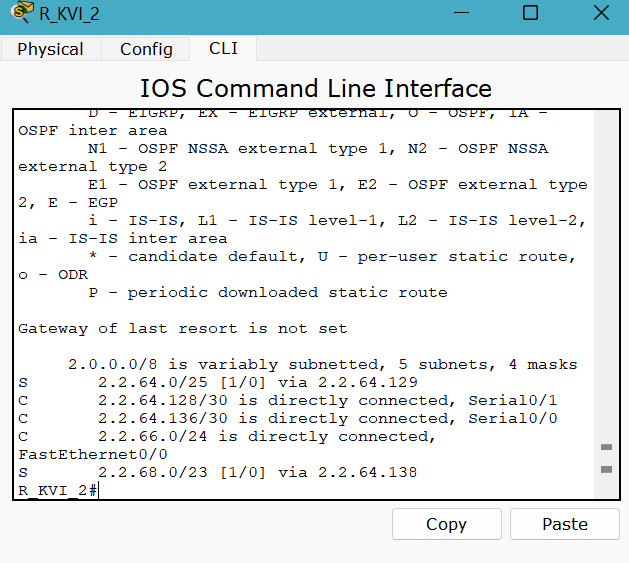 R_KVI_2
Physical Config CLI
IOS Command Line Interface
D - EIGRP, EX - EIGRP external, O - OSPF, IA -
OSPF inter area
N1 - OSPF NSSA external type 1, N2 - OSPF NSSA
external type 2
E1 - OSPF external type 1, E2 - OSPF external type
2, E - EGP
i - IS-IS, L1 - IS-IS level-1, L2 - IS-IS level-2,
ia - IS-IS inter area
* - candidate default, U - per-user static route,
o - ODR
P - periodic downloaded static route
Gateway of last resort is not set
2.0.0.0/8 is variably subnetted, 5 subnets, 4 masks
S 2.2.64.0/25 [1/0] via 2.2.64.129
C 2.2.64.128/30 is directly connected, Serial0/1
C 2.2.64.136/30 is directly connected, Serial0/0
C 2.2.66.0/24 is directly connected,
FastEthernet0/0
S 2.2.68.0/23 [1/0] via 2.2.64.138
R_KVI_2#
Copy Paste